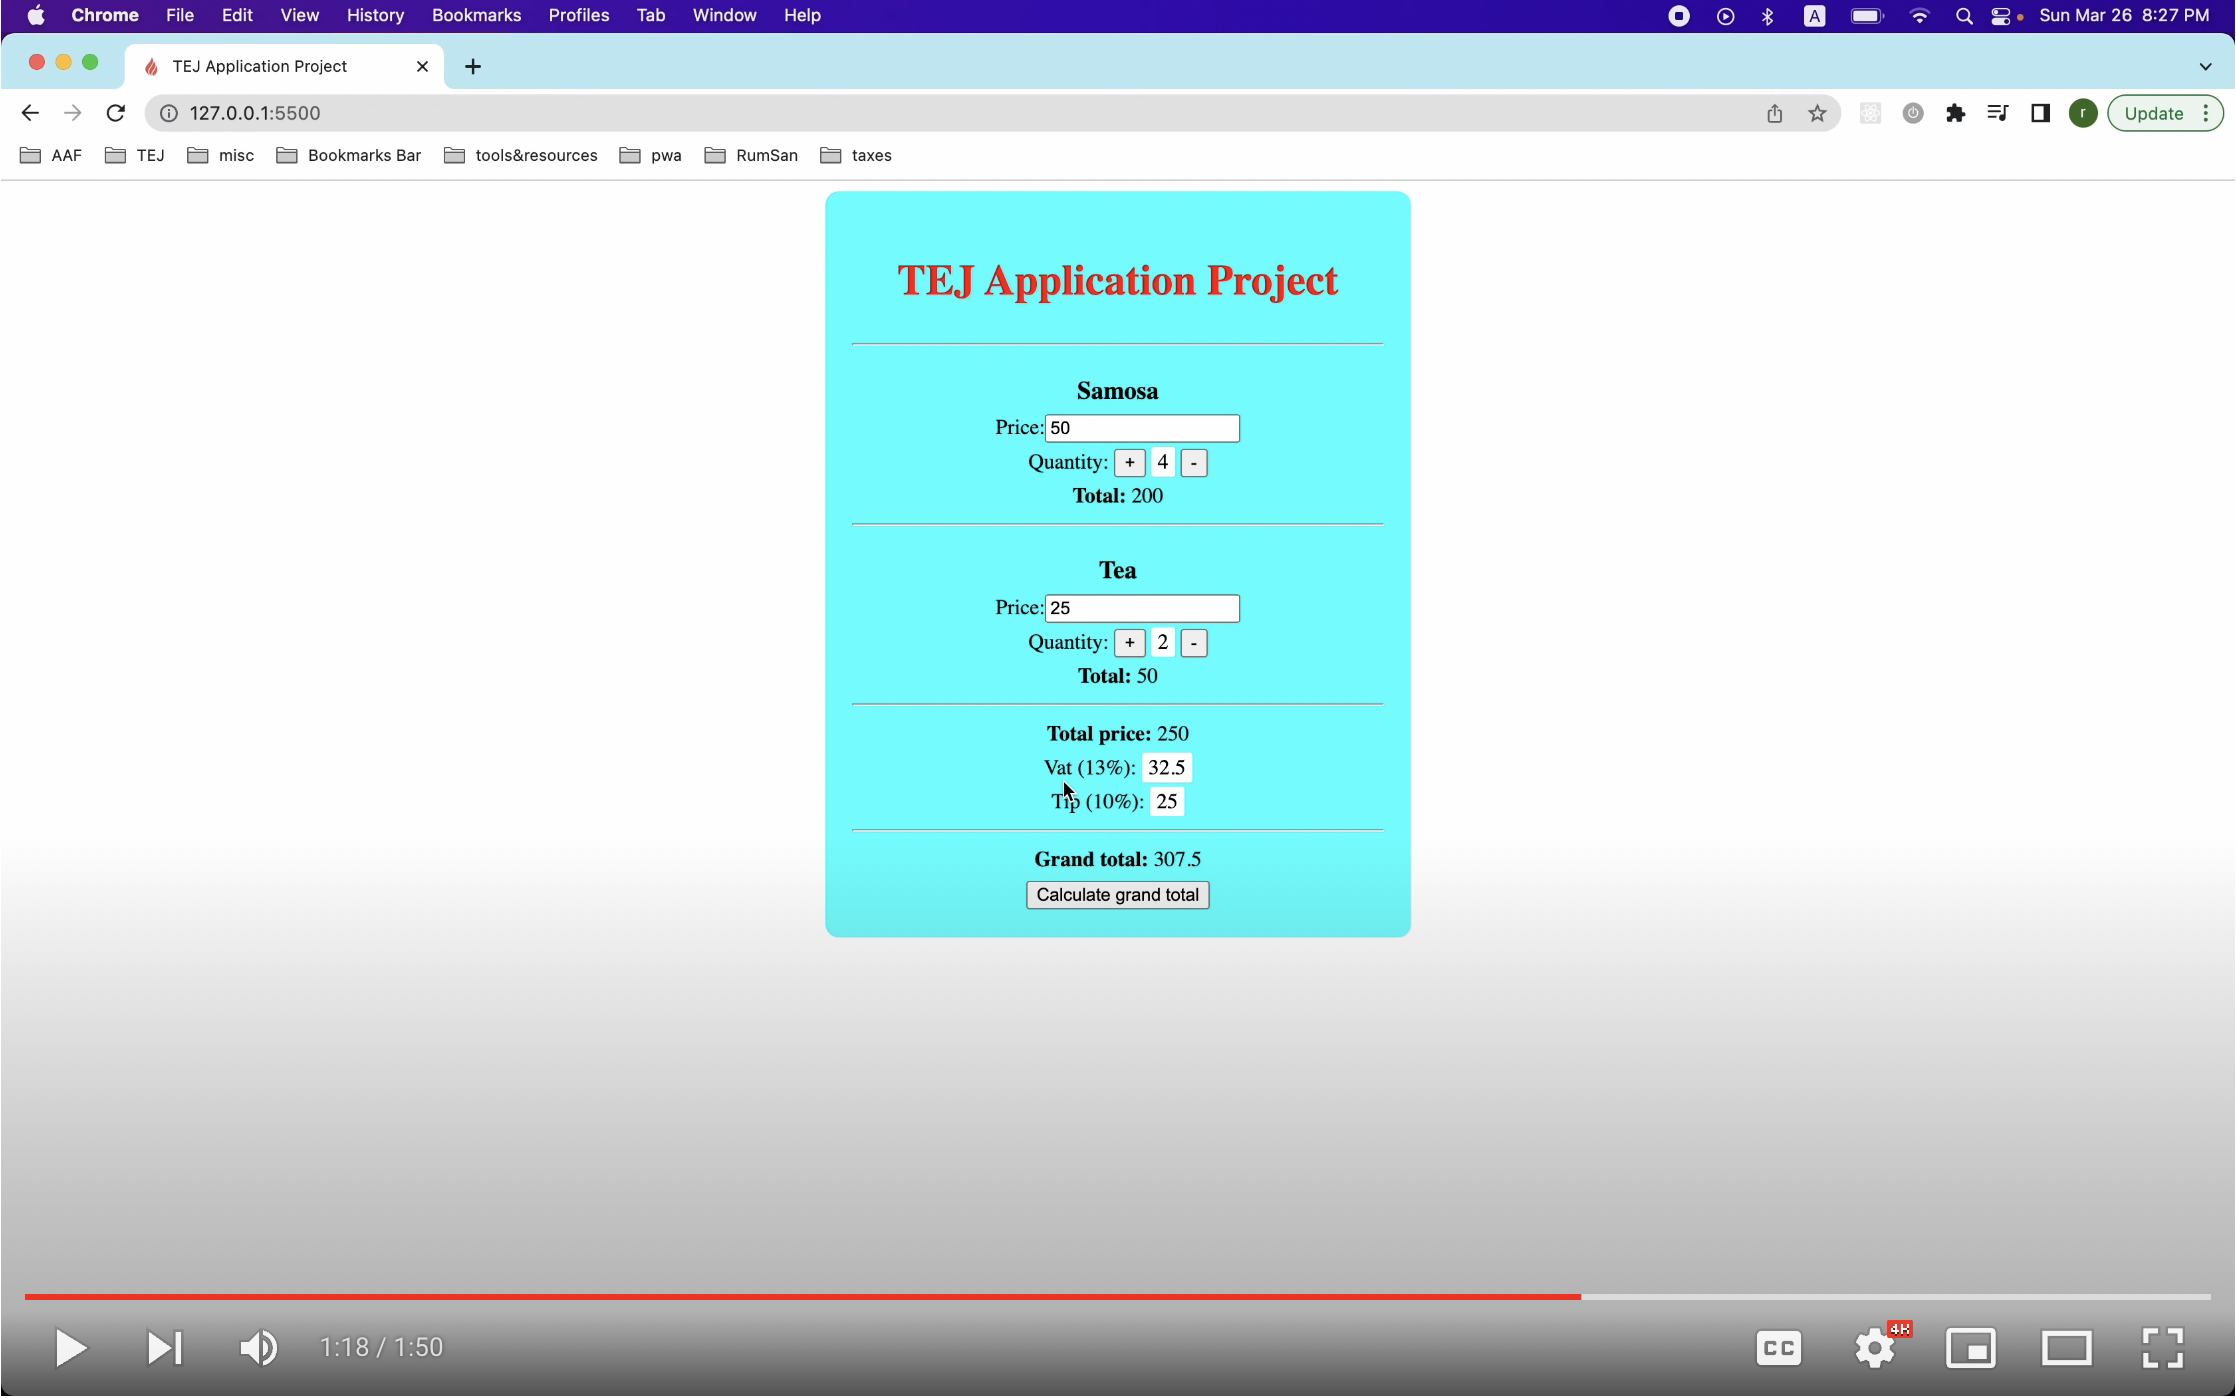 Chrome File Edit View History Bookmarks Profiles Tab Window Help A Sun Mar 26 8:27 PM
TEJ Application Project
127.0.0.1:5500 r Update
AAF TEJ misc Bookmarks Bar tools&resources pwa RumSan taxes
TEJ Application Project
Samosa
Price: 50
Quantity: + 4 -
Total: 200
Tea
Price: 25
Quantity: + 2 -
Total: 50
Total price: 250
Vat (13%): 32.5
Tip (10%): 25
Grand total: 307.5
Calculate grand total
1:18 / 1:50 CC 4K